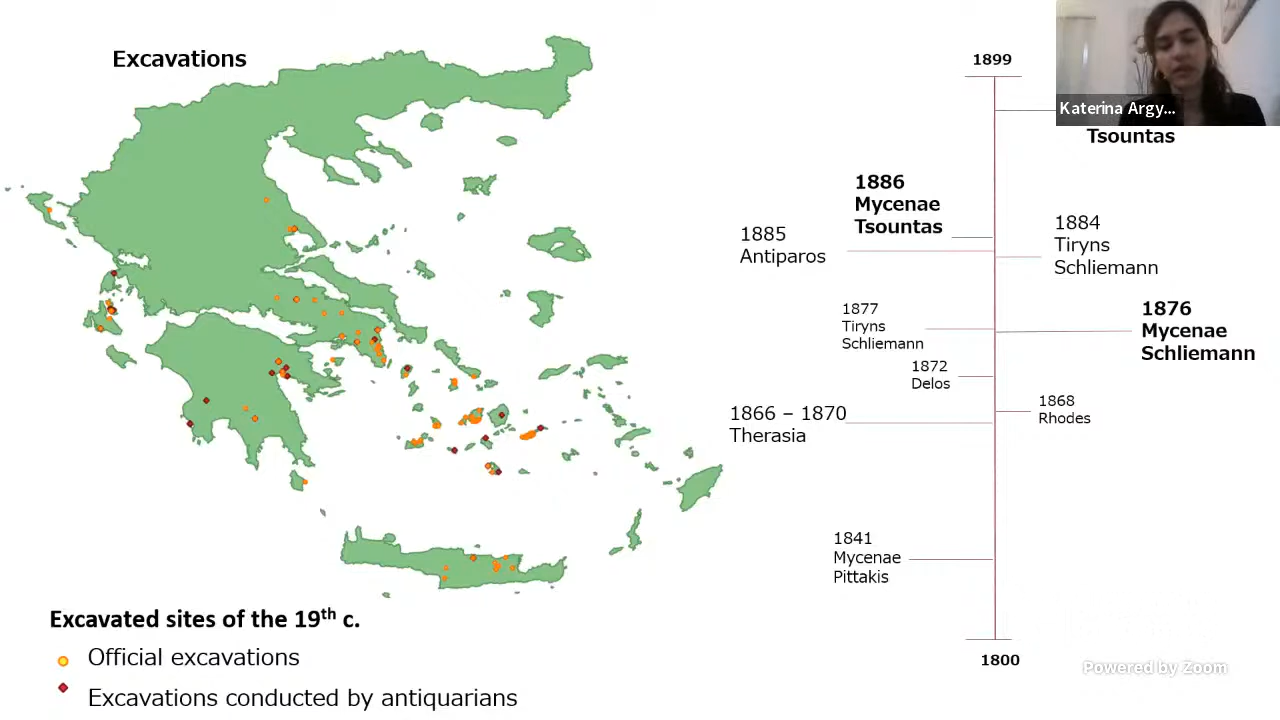 Excavations
1899
Katerina Argy...
Tsountas
1886
Mycenae
Tsountas
1885
Antiparos
1884
Tiryns
Schliemann
1877
Tiryns
Schliemann
1876
Mycenae
Schliemann
1872
Delos
1868
Rhodes
1866 – 1870
Therasia
1841
Mycenae
Pittakis
1800
Excavated sites of the 19th c.
Official excavations
Excavations conducted by antiquarians
Powered by Zoom